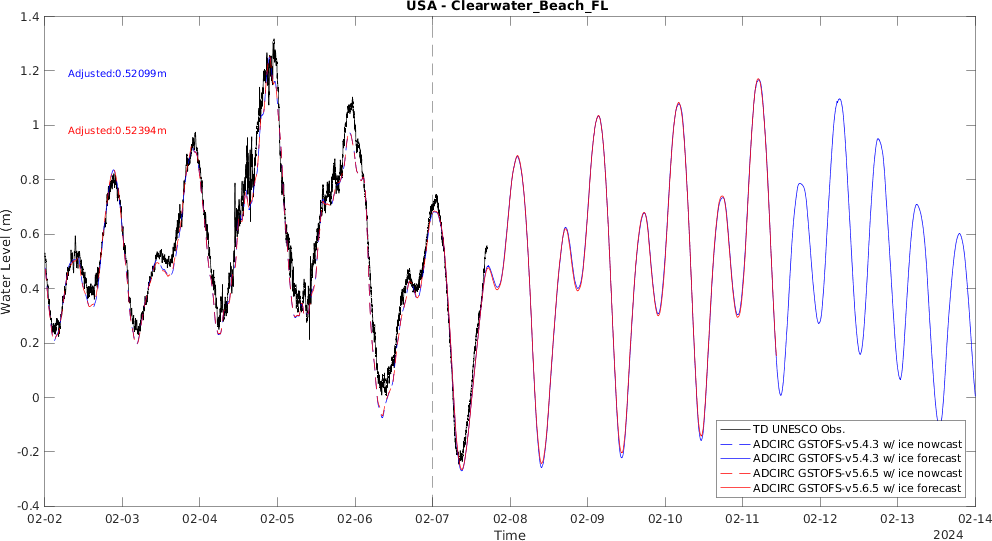 USA - Clearwater_Beach_FL
1.4
1.2
1
0.8
0.6
0.4
0.2
0
-0.2
-0.4
Water Level (m)
Adjusted:0.52099m
Adjusted:0.52394m
TD UNESCO Obs.
ADCIRC GSTOFS-v5.4.3 w/ ice nowcast
ADCIRC GSTOFS-v5.4.3 w/ ice forecast
ADCIRC GSTOFS-v5.6.5 w/ ice nowcast
ADCIRC GSTOFS-v5.6.5 w/ ice forecast
02-02 02-03 02-04 02-05 02-06 02-07 02-08 02-09 02-10 02-11 02-12 02-13 02-14
Time
2024